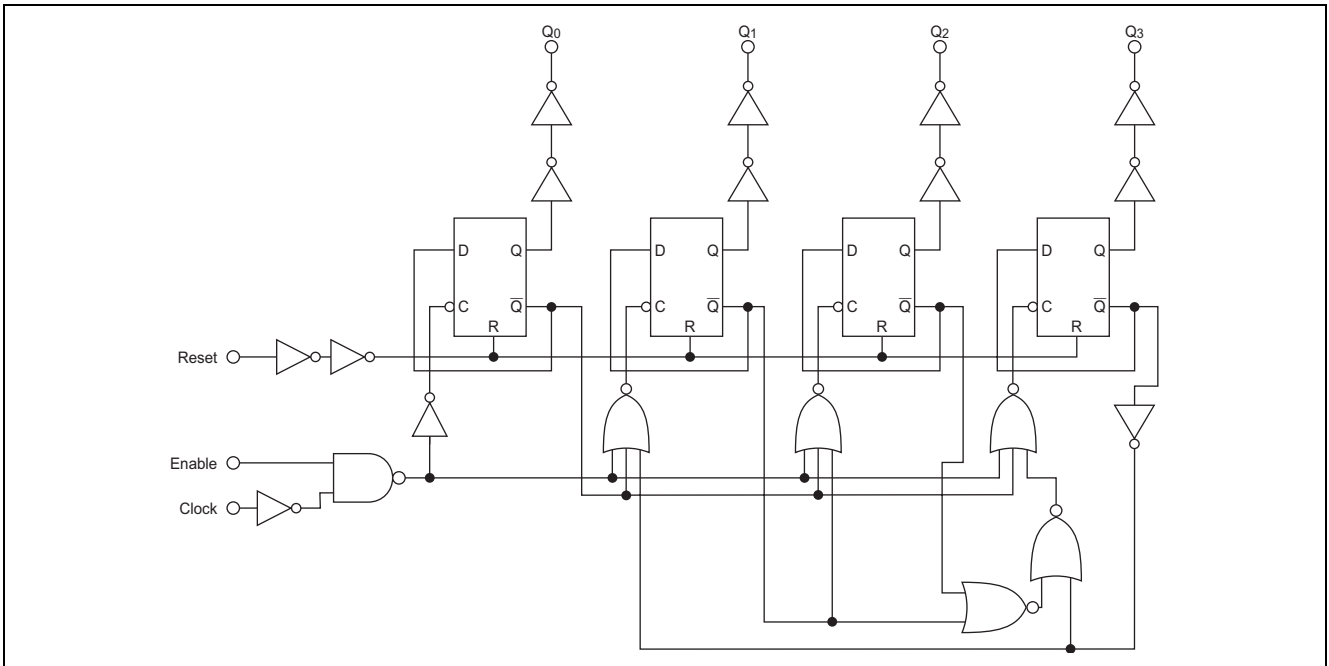 Q0 Q1 Q2 Q3
D Q D Q D Q D Q
C Q̅ C Q̅ C Q̅ C Q̅
R R R R
Reset
Enable
Clock